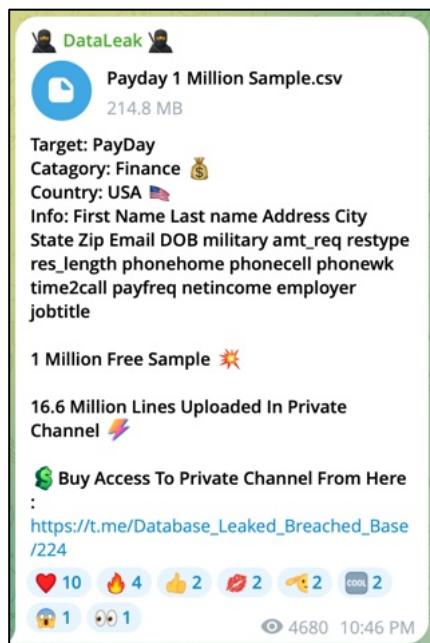 🥷 DataLeak 🥷
Payday 1 Million Sample.csv
214.8 MB
Target: PayDay
Catagory: Finance 💰
Country: USA 🇺🇸
Info: First Name Last name Address City
State Zip Email DOB military amt_req restype
res_length phonehome phonecell phonewk
time2call payfreq netincome employer
jobtitle
1 Million Free Sample 💥
16.6 Million Lines Uploaded In Private
Channel ⚡
💲 Buy Access To Private Channel From Here
:
https://t.me/Database_Leaked_Breached_Base
/224
❤️ 10 🔥 4 👍 2 💋 2 🤏 2 🆒 2
😱 1 👀 1 4680 10:46 PM